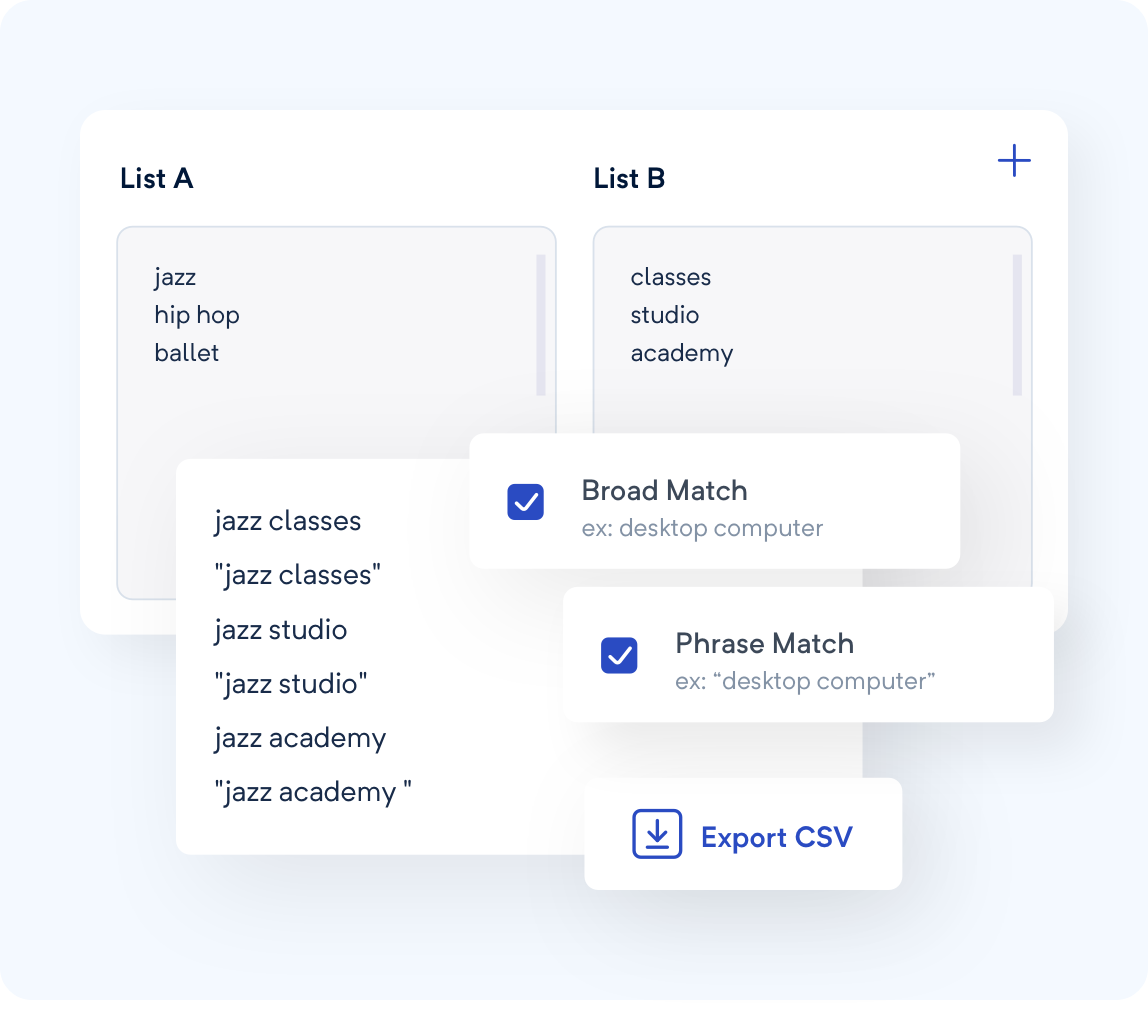 List A
jazz
hip hop
ballet
List B
classes
studio
academy
jazz classes
"jazz classes"
jazz studio
"jazz studio"
jazz academy
"jazz academy "
Broad Match
ex: desktop computer
Phrase Match
ex: “desktop computer”
Export CSV